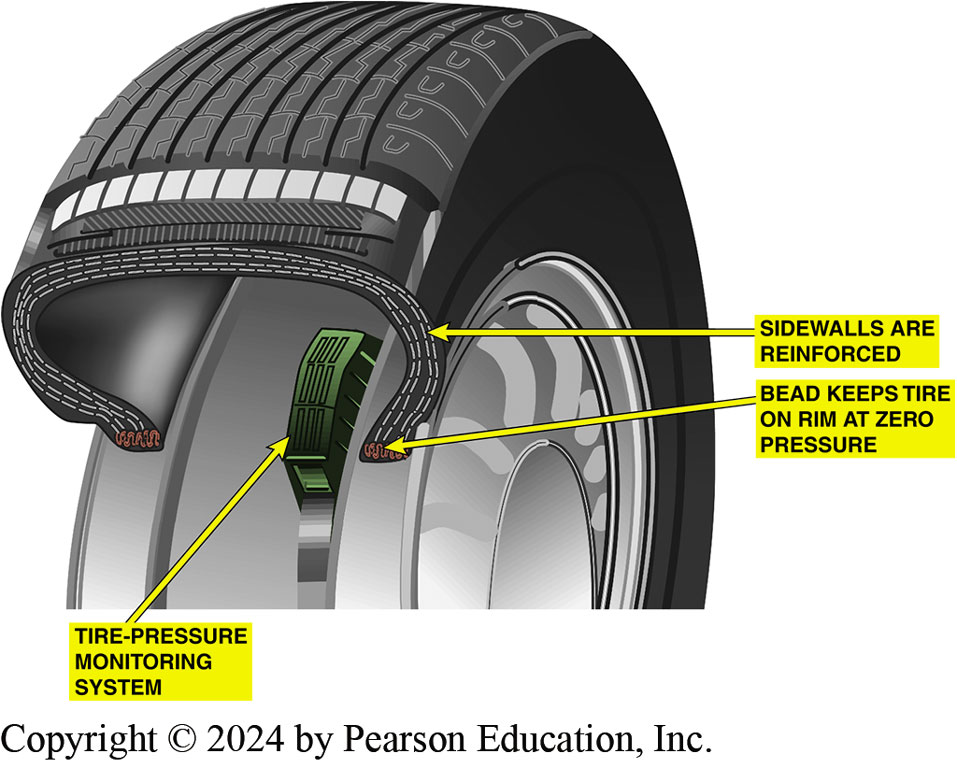 SIDEWALLS ARE
REINFORCED
BEAD KEEPS TIRE
ON RIM AT ZERO
PRESSURE
TIRE-PRESSURE
MONITORING
SYSTEM
Copyright © 2024 by Pearson Education, Inc.